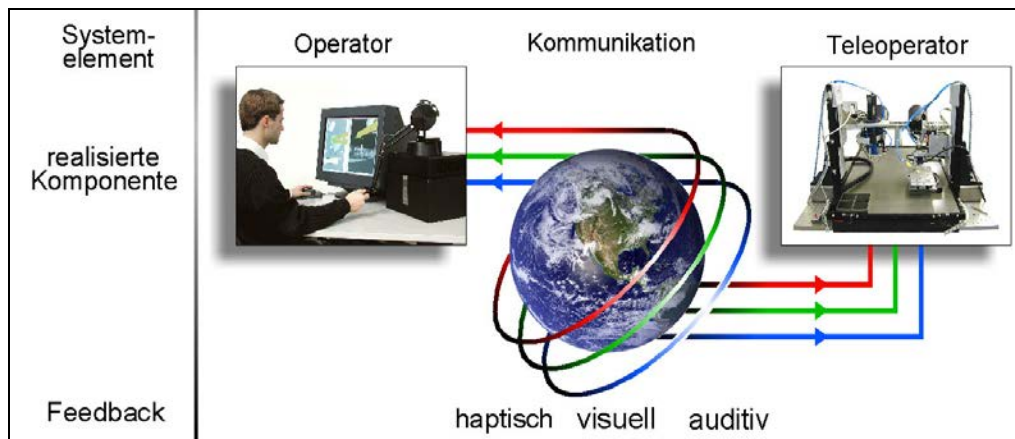 System-
element
Operator
Kommunikation
Teleoperator
realisierte
Komponente
Feedback
haptisch visuell auditiv